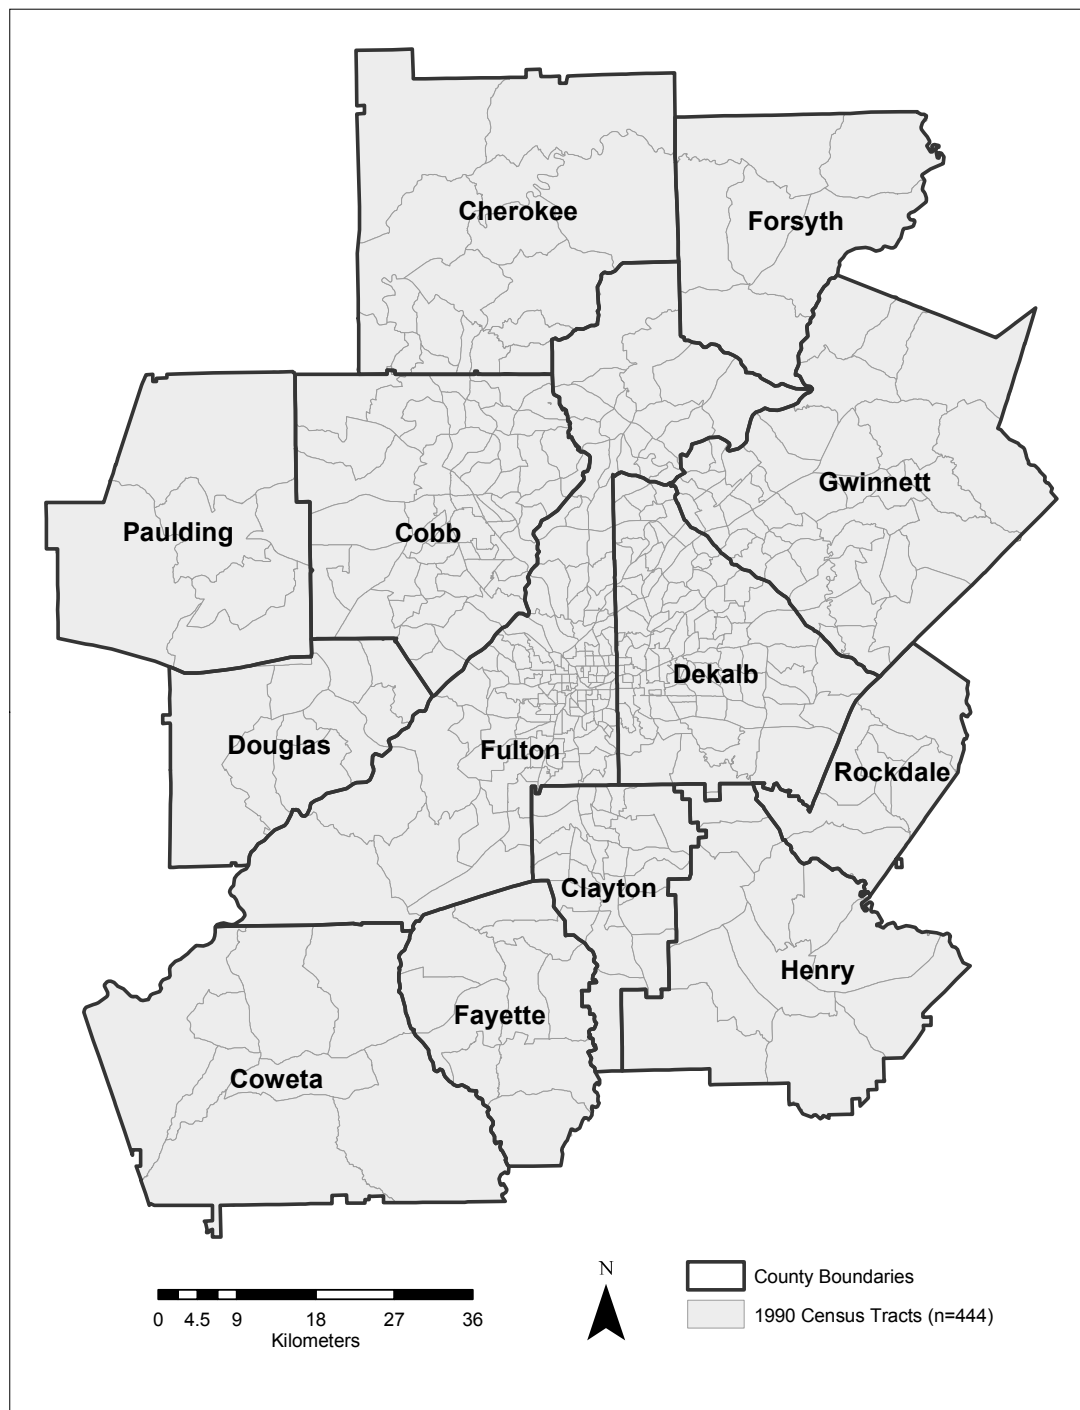 Cherokee
Forsyth
Gwinnett
Paulding
Cobb
Dekalb
Douglas
Fulton
Rockdale
Clayton
Henry
Fayette
Coweta
N
County Boundaries
0 4.5 9 18 27 36
1990 Census Tracts (n=444)
Kilometers